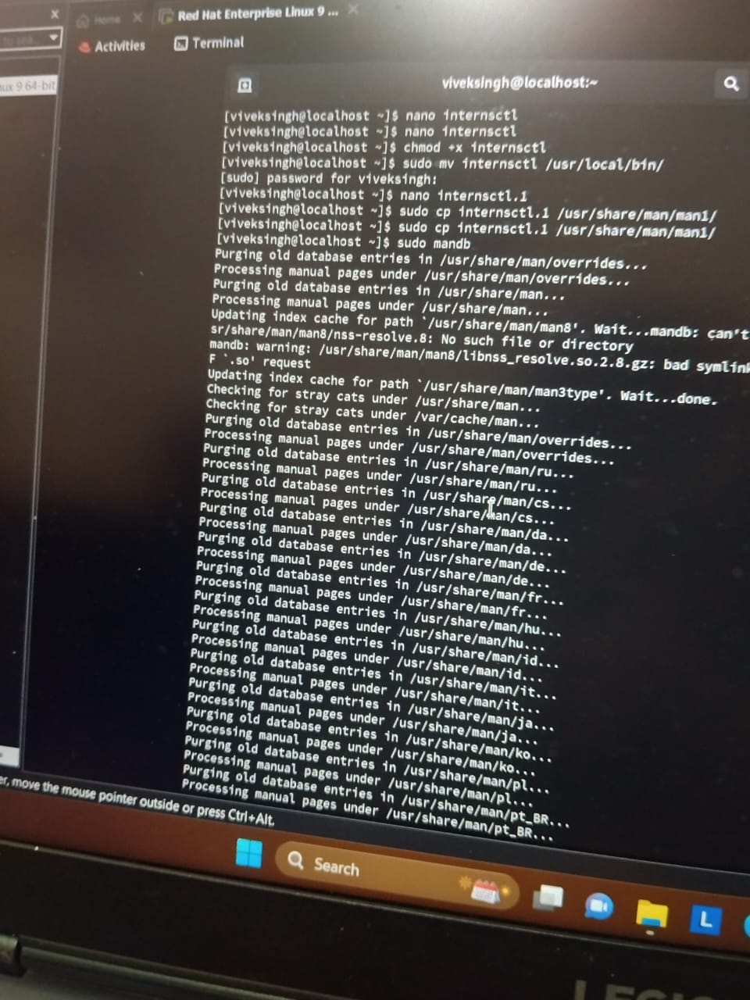 Home
Red Hat Enterprise Linux 9 ...
Activities
Terminal
nux 9 64-bit
viveksingh@localhost:~
[viveksingh@localhost ~]$ nano internsctl
[viveksingh@localhost ~]$ nano internsctl
[viveksingh@localhost ~]$ chmod +x internsctl
[viveksingh@localhost ~]$ sudo mv internsctl /usr/local/bin/
[sudo] password for viveksingh:
[viveksingh@localhost ~]$ nano internsctl.1
[viveksingh@localhost ~]$ sudo cp internsctl.1 /usr/share/man/man1/
[viveksingh@localhost ~]$ sudo cp internsctl.1 /usr/share/man/man1/
[viveksingh@localhost ~]$ sudo mandb
Purging old database entries in /usr/share/man/overrides...
Processing manual pages under /usr/share/man/overrides...
Purging old database entries in /usr/share/man...
Processing manual pages under /usr/share/man...
Updating index cache for path `/usr/share/man/man8'. Wait...mandb: can't
sr/share/man/man8/nss-resolve.8: No such file or directory
mandb: warning: /usr/share/man/man8/libnss_resolve.so.2.8.gz: bad symlink
F `.so' request
Updating index cache for path `/usr/share/man/man3type'. Wait...done.
Checking for stray cats under /usr/share/man...
Checking for stray cats under /var/cache/man...
Purging old database entries in /usr/share/man/overrides...
Processing manual pages under /usr/share/man/overrides...
Purging old database entries in /usr/share/man/ru...
Processing manual pages under /usr/share/man/ru...
Purging old database entries in /usr/share/man/cs...
Processing manual pages under /usr/share/man/cs...
Purging old database entries in /usr/share/man/da...
Processing manual pages under /usr/share/man/da...
Purging old database entries in /usr/share/man/de...
Processing manual pages under /usr/share/man/de...
Purging old database entries in /usr/share/man/fr...
Processing manual pages under /usr/share/man/fr...
Purging old database entries in /usr/share/man/hu...
Processing manual pages under /usr/share/man/hu...
Purging old database entries in /usr/share/man/id...
Processing manual pages under /usr/share/man/id...
Purging old database entries in /usr/share/man/it...
Processing manual pages under /usr/share/man/it...
Purging old database entries in /usr/share/man/ja...
Processing manual pages under /usr/share/man/ja...
Purging old database entries in /usr/share/man/ko...
Processing manual pages under /usr/share/man/ko...
Purging old database entries in /usr/share/man/pl...
Processing manual pages under /usr/share/man/pl...
Purging old database entries in /usr/share/man/pt_BR...
Processing manual pages under /usr/share/man/pt_BR...
er, move the mouse pointer outside or press Ctrl+Alt.
Search
L